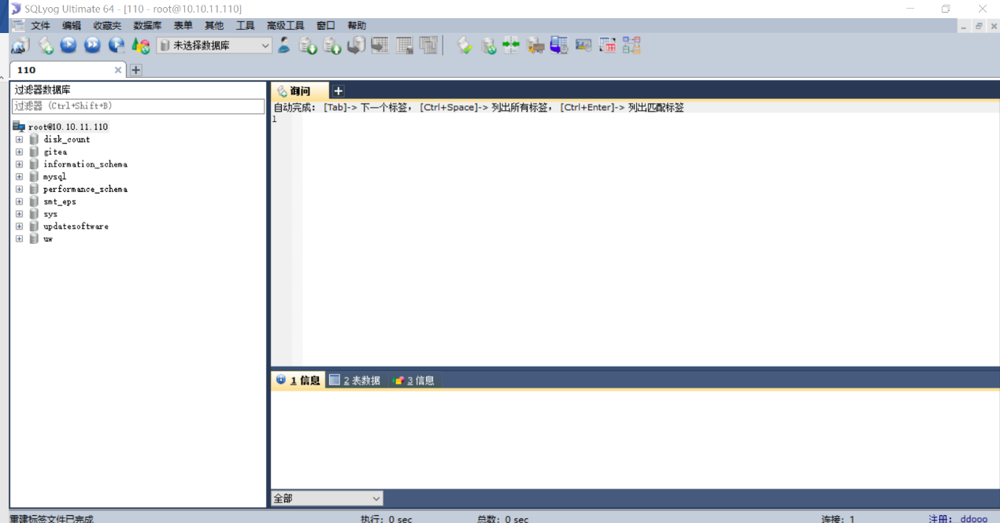 SQLyog Ultimate 64 - [110 - root@10.10.11.110]
文件 编辑 收藏夹 数据库 表单 其他 工具 高级工具 窗口 帮助
未选择数据库
110
过滤器数据库
过滤器 (Ctrl+Shift+B)
root@10.10.11.110
disk_count
gitea
information_schema
mysql
performance_schema
smt_eps
sys
updatesoftware
uw
询问
自动完成: [Tab]-> 下一个标签, [Ctrl+Space]-> 列出所有标签, [Ctrl+Enter]-> 列出匹配标签
1
1 信息 2 表数据 3 信息
全部
重建标签文件已完成 执行: 0 sec 总数: 0 sec 连接: 1 注册: ddooo